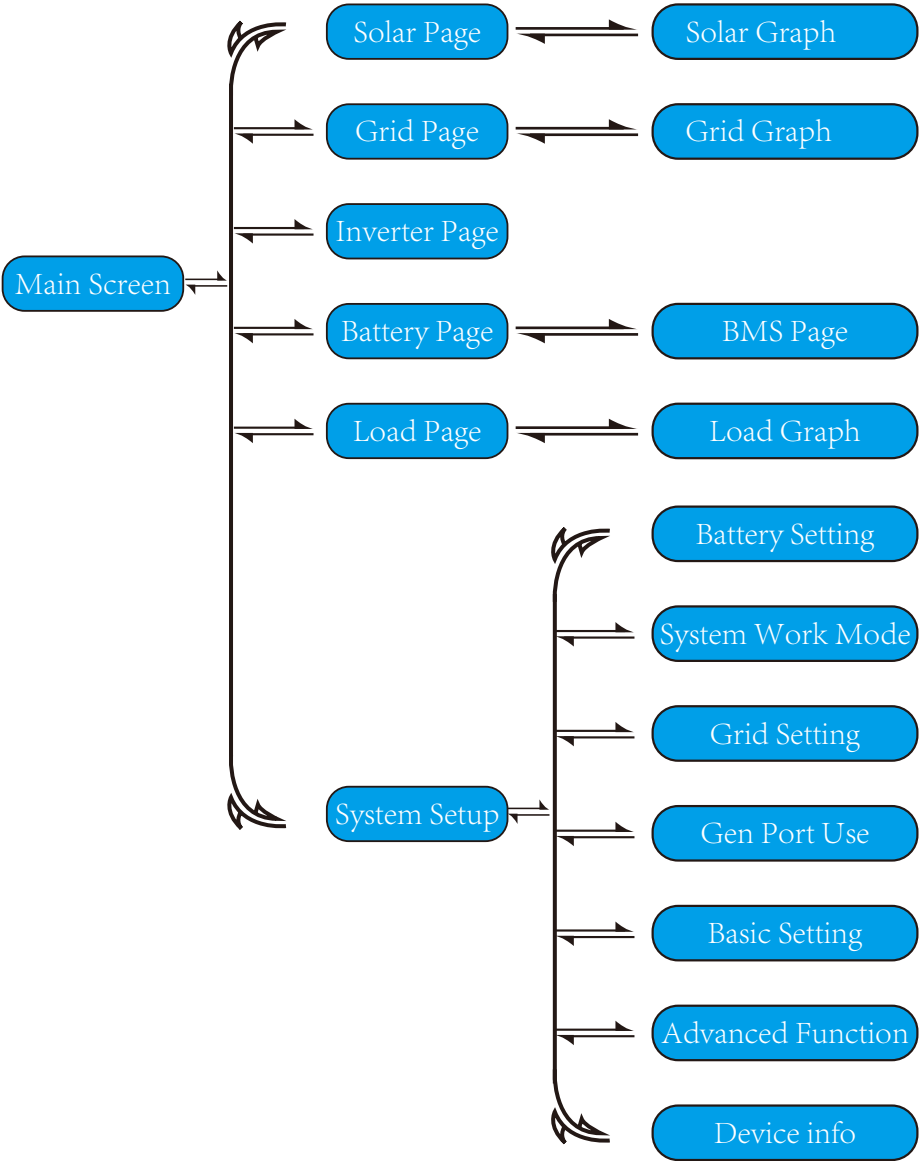 Solar Page
Solar Graph
Grid Page
Grid Graph
Inverter Page
Main Screen
Battery Page
BMS Page
Load Page
Load Graph
Battery Setting
System Work Mode
Grid Setting
System Setup
Gen Port Use
Basic Setting
Advanced Function
Device info